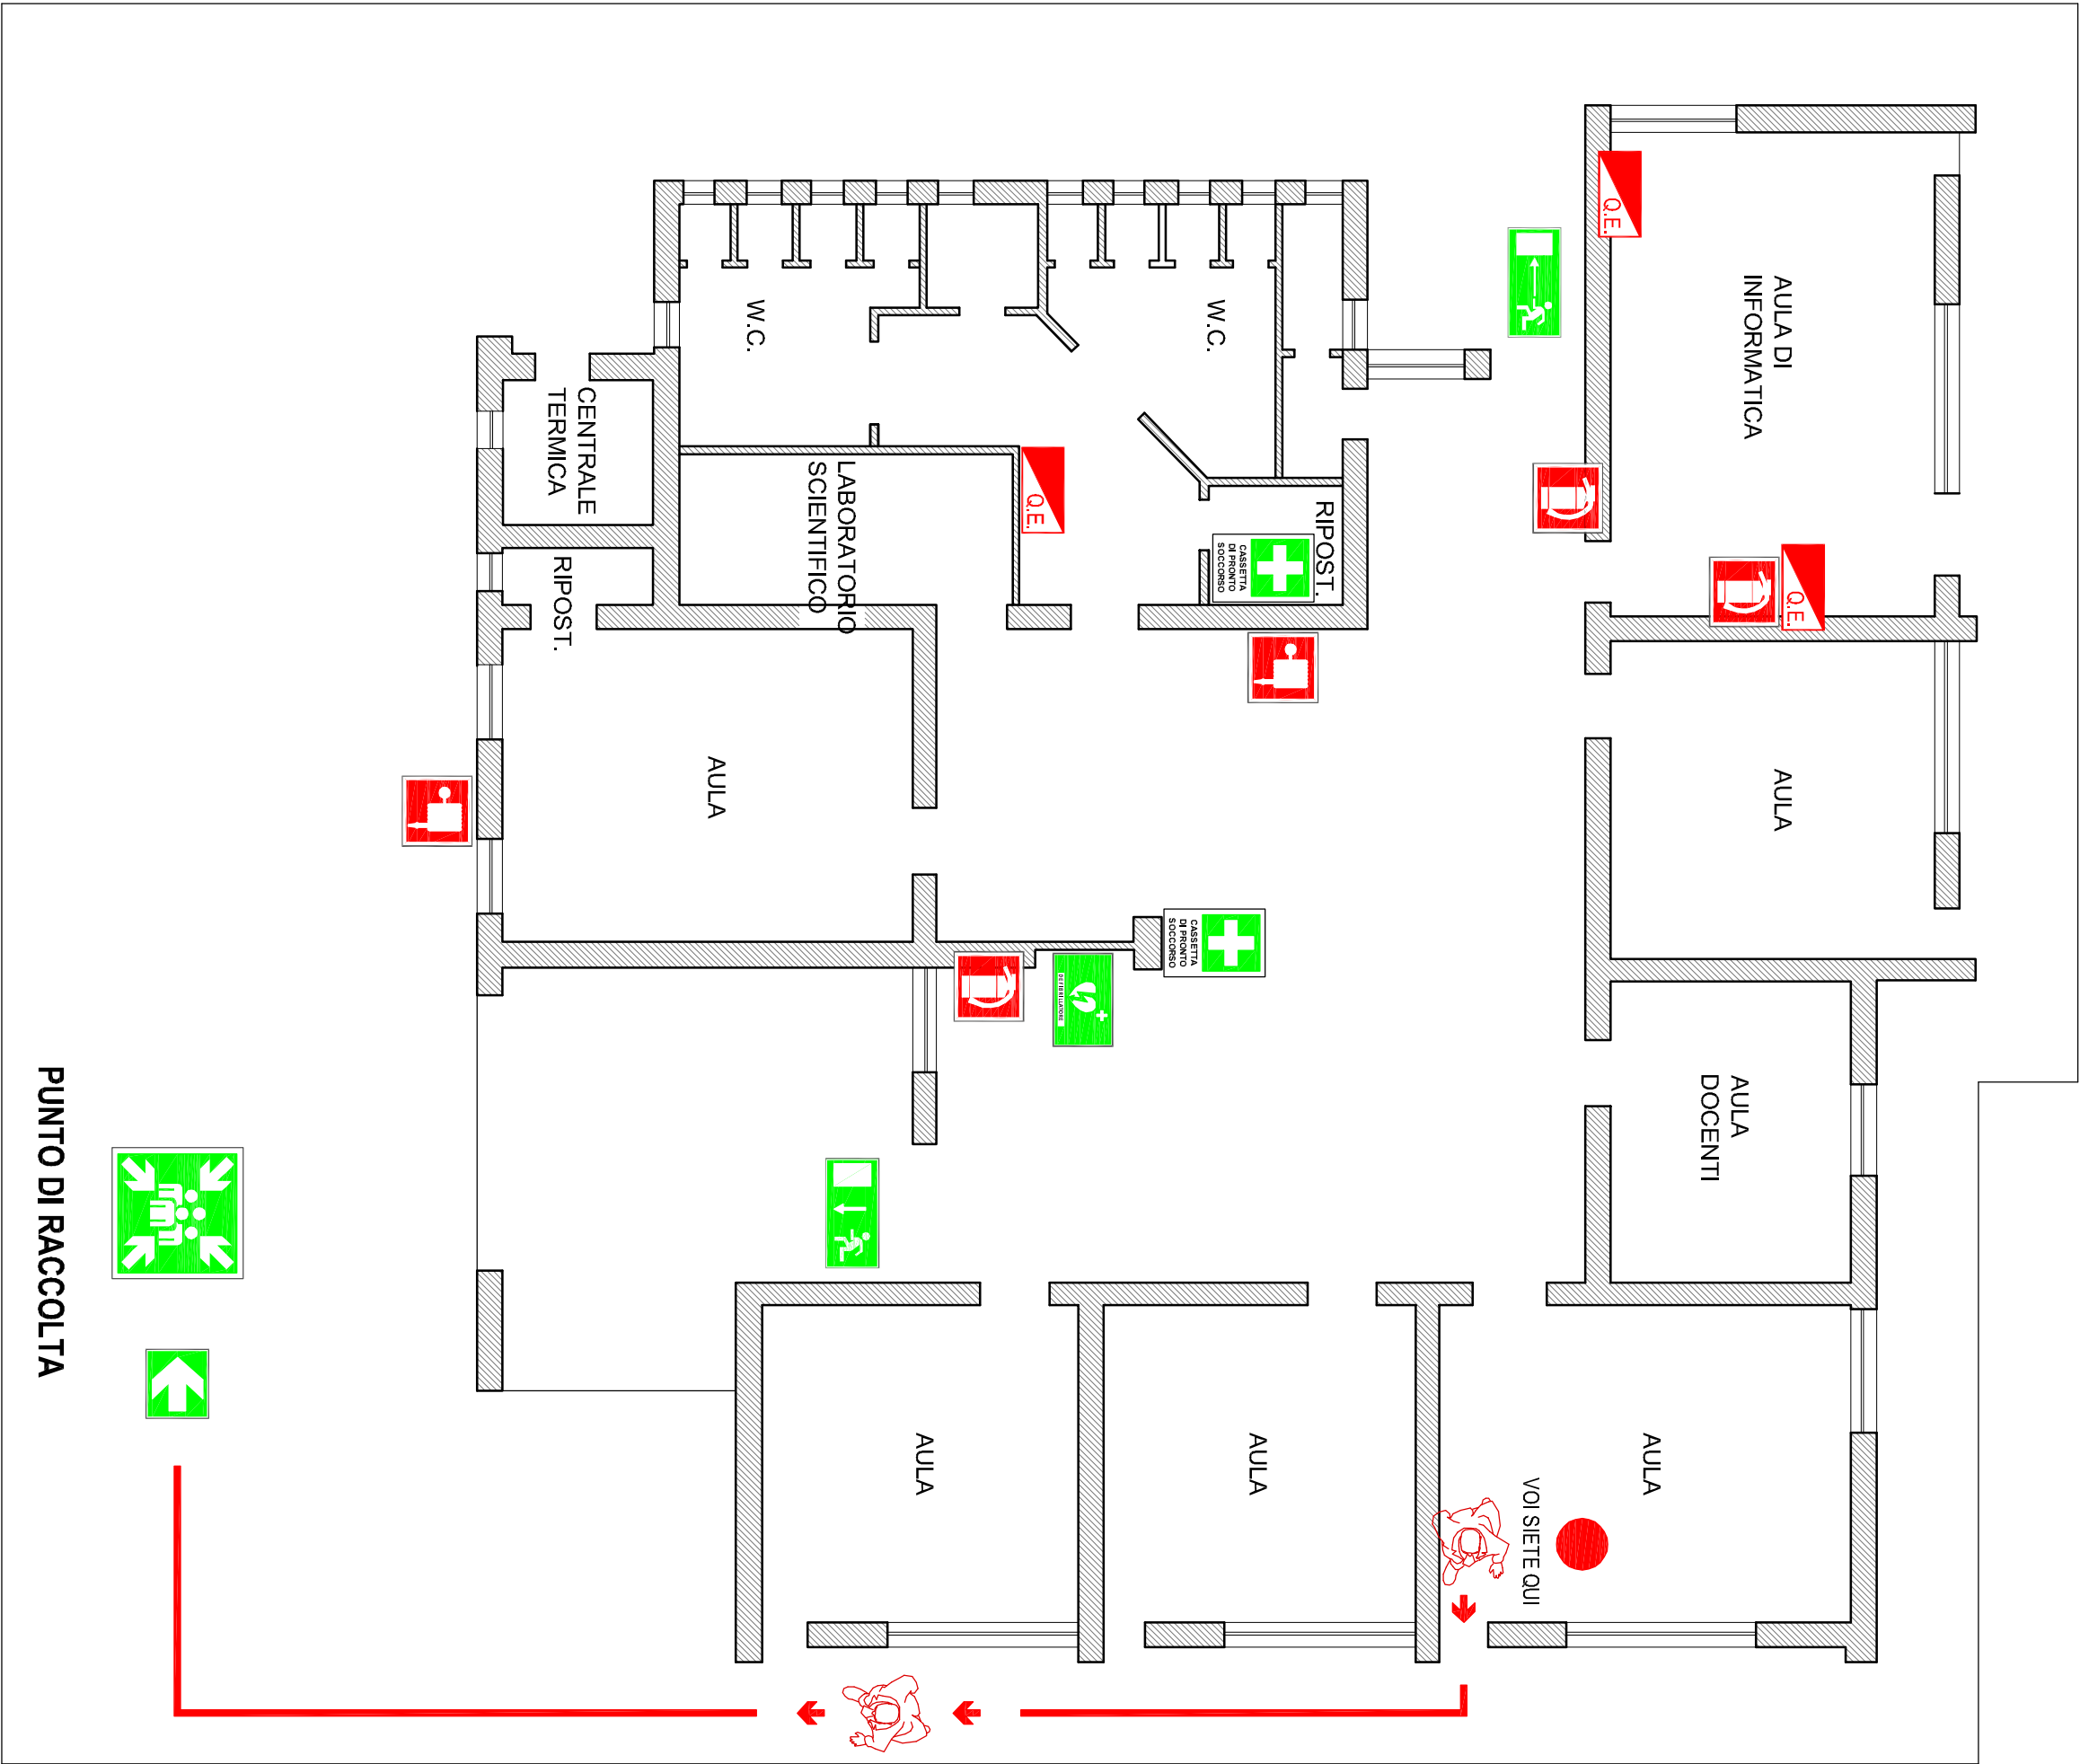 AULA DI
INFORMATICA
Q.E.
AULA
AULA
DOCENTI
AULA
Q.E.
VOI SIETE QUI
RIPOST.
CASSETTA
DI PRONTO
SOCCORSO
AULA
W.C.
CASSETTA
DI PRONTO
SOCCORSO
DEFIBRILLATORE
Q.E.
AULA
LABORATORIO
SCIENTIFICO
W.C.
AULA
CENTRALE
TERMICA
RIPOST.
PUNTO DI RACCOLTA